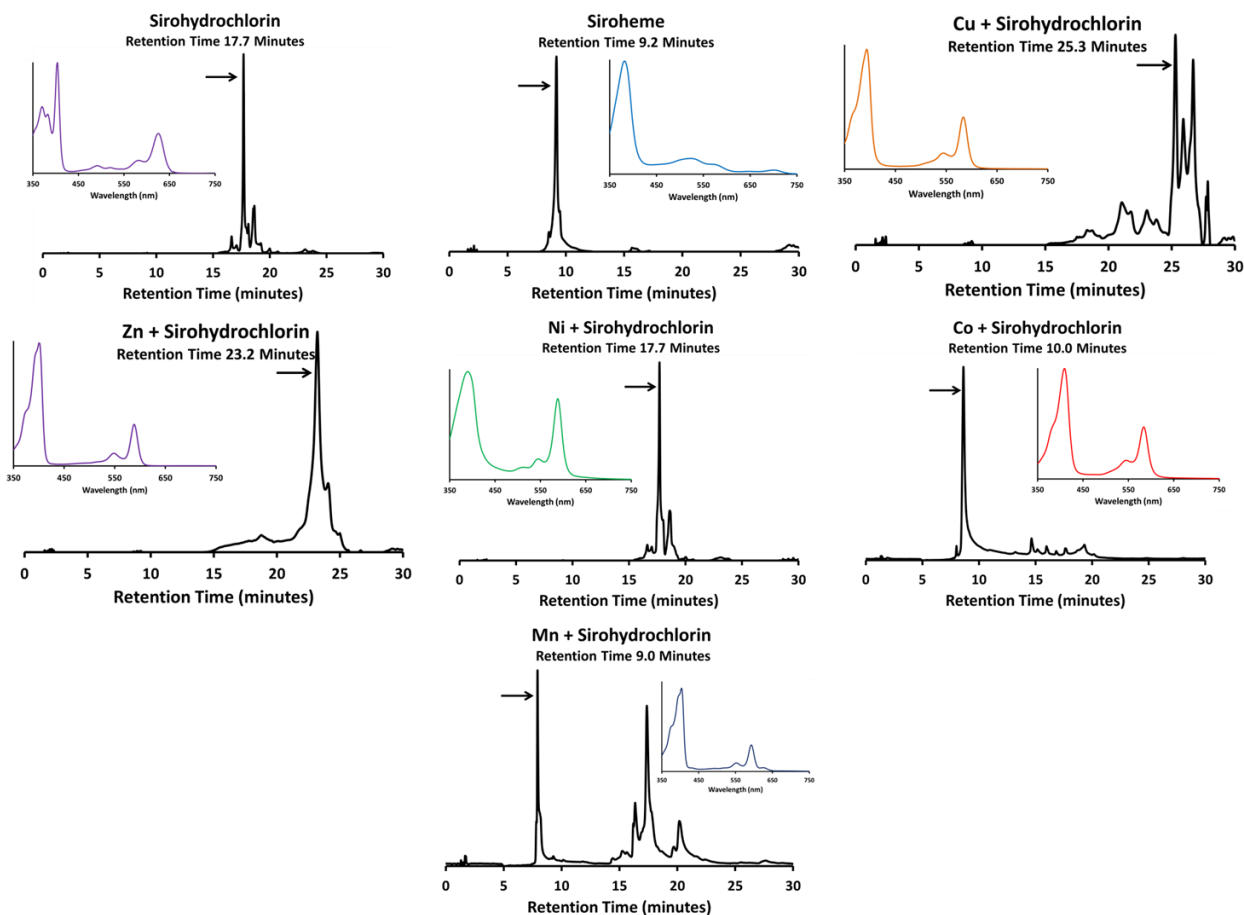 Sirohydrochlorin
Retention Time 17.7 Minutes
350 450 550 650 750
Wavelength (nm)
0 5 10 15 20 25 30
Retention Time (minutes)
Siroheme
Retention Time 9.2 Minutes
350 450 550 650 750
Wavelength (nm)
0 5 10 15 20 25 30
Retention Time (minutes)
Cu + Sirohydrochlorin
Retention Time 25.3 Minutes
350 450 550 650 750
Wavelength (nm)
0 5 10 15 20 25 30
Retention Time (minutes)
Zn + Sirohydrochlorin
Retention Time 23.2 Minutes
350 450 550 650 750
Wavelength (nm)
0 5 10 15 20 25 30
Retention Time (minutes)
Ni + Sirohydrochlorin
Retention Time 17.7 Minutes
350 450 550 650 750
Wavelength (nm)
0 5 10 15 20 25 30
Retention Time (minutes)
Co + Sirohydrochlorin
Retention Time 10.0 Minutes
350 450 550 650 750
Wavelength (nm)
0 5 10 15 20 25 30
Retention Time (minutes)
Mn + Sirohydrochlorin
Retention Time 9.0 Minutes
350 450 550 650 750
Wavelength (nm)
0 5 10 15 20 25 30
Retention Time (minutes)